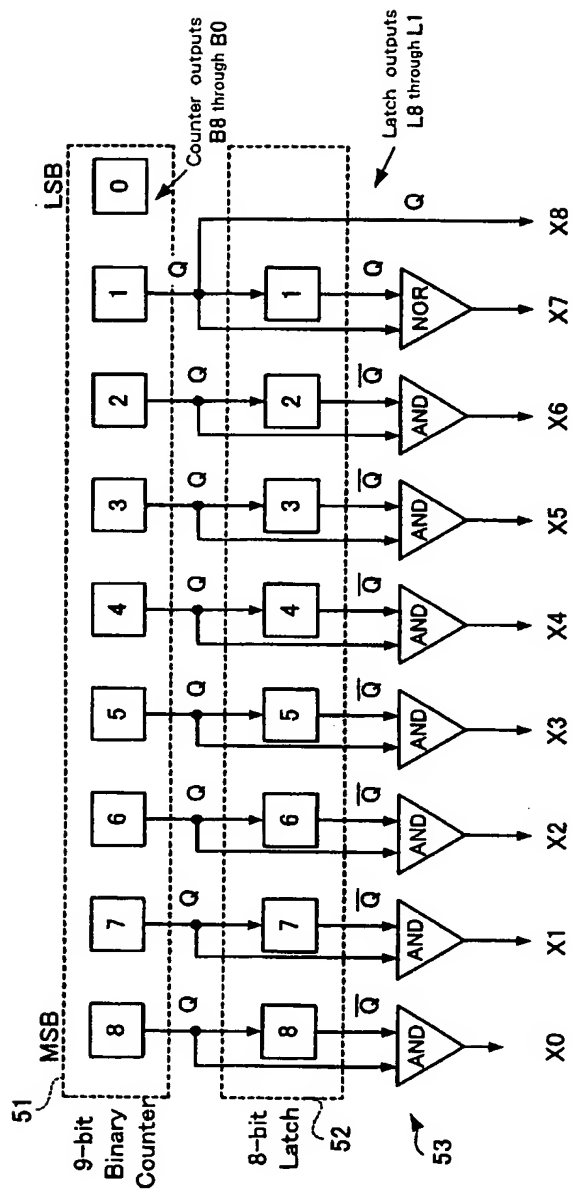 51
9-bit
Binary
Counter
MSB
LSB
8
7
6
5
4
3
2
1
0
Counter outputs
B8 through B0
Q
Q
Q
Q
Q
Q
Q
Q
8-bit
Latch
52
8
7
6
5
4
3
2
1
Latch outputs
L8 through L1
Q̅
Q̅
Q̅
Q̅
Q̅
Q̅
Q̅
Q
Q
53
AND
AND
AND
AND
AND
AND
AND
NOR
X0
X1
X2
X3
X4
X5
X6
X7
X8